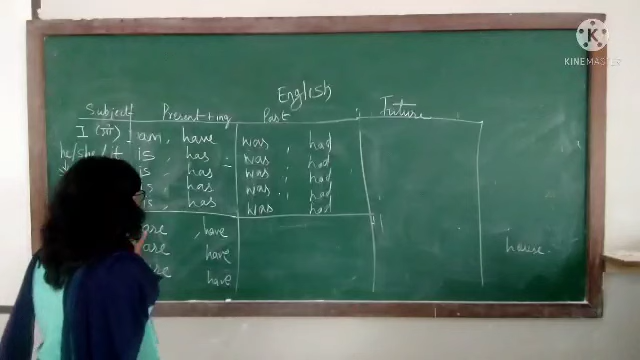 KINEMASTER
English
Subject Present+ing Past Future
I am, have was, had
he/she/it is, has was, had
is, has was, had
is, has was, had
is, has was, had
are, have
are have
are have
house.